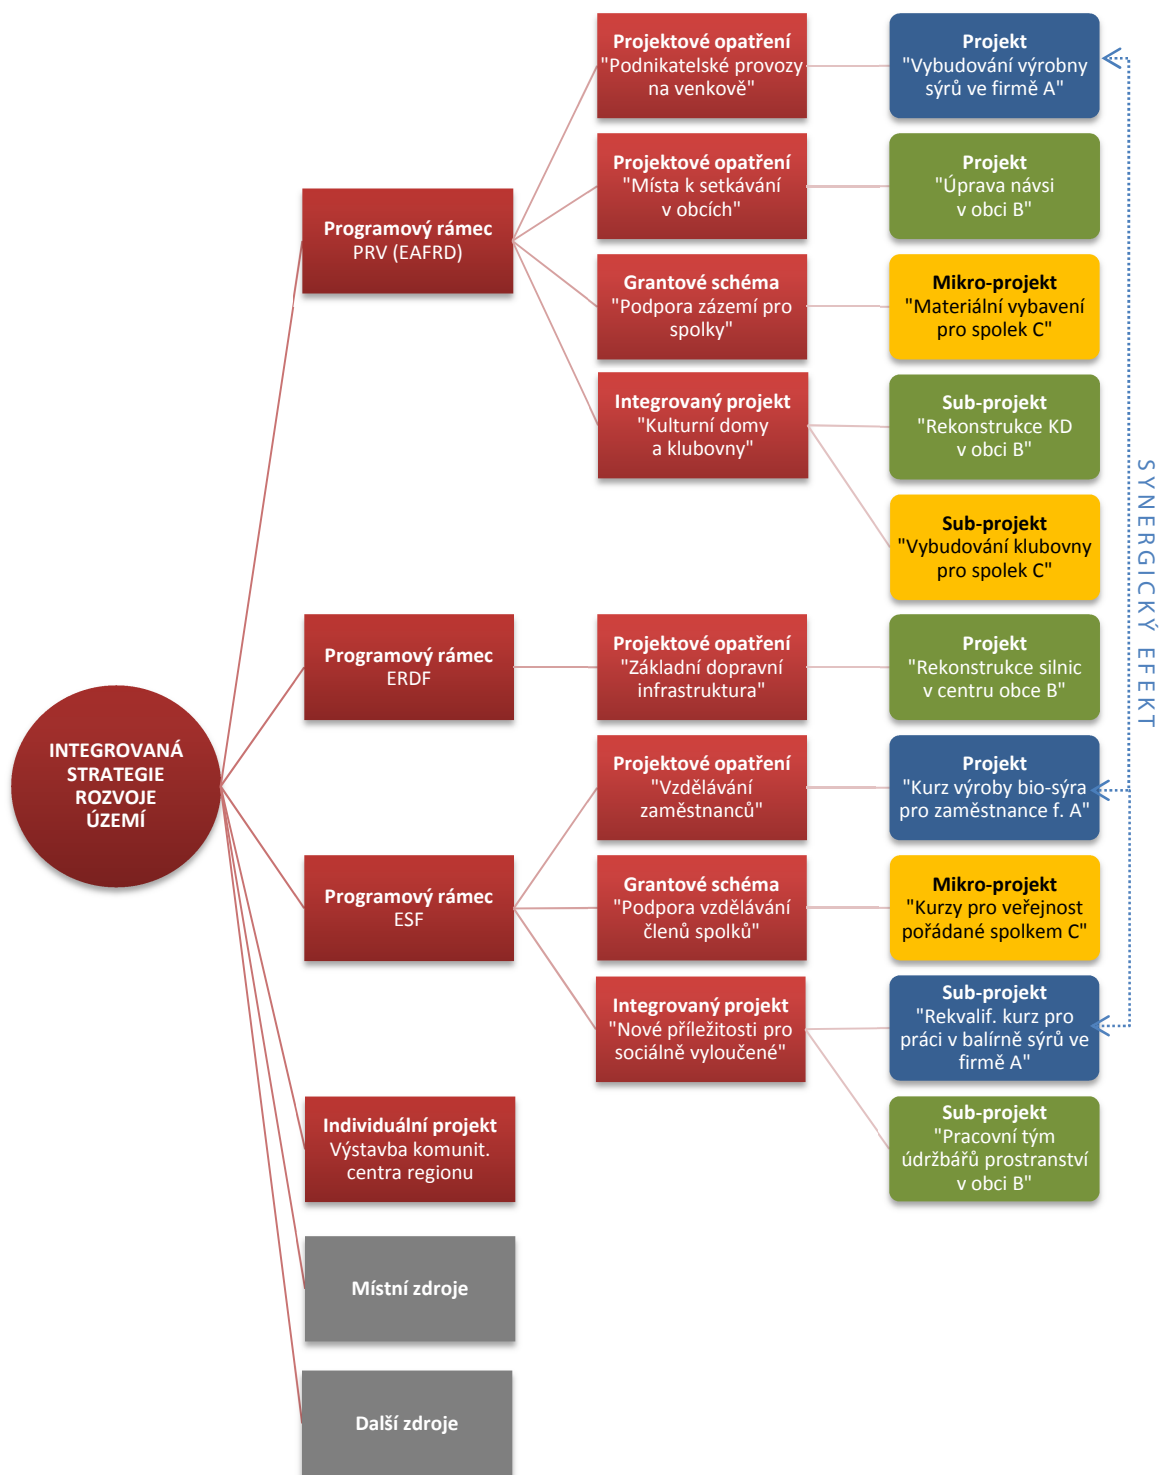 INTEGROVANÁ
STRATEGIE
ROZVOJE
ÚZEMÍ
Programový rámec
PRV (EAFRD)
Projektové opatření
"Podnikatelské provozy
na venkově"
Projekt
"Vybudování výrobny
sýrů ve firmě A"
Projektové opatření
"Místa k setkávání
v obcích"
Projekt
"Úprava návsi
v obci B"
Grantové schéma
"Podpora zázemí pro
spolky"
Mikro-projekt
"Materiální vybavení
pro spolek C"
Integrovaný projekt
"Kulturní domy
a klubovny"
Sub-projekt
"Rekonstrukce KD
v obci B"
Sub-projekt
"Vybudování klubovny
pro spolek C"
Programový rámec
ERDF
Projektové opatření
"Základní dopravní
infrastruktura"
Projekt
"Rekonstrukce silnic
v centru obce B"
Programový rámec
ESF
Projektové opatření
"Vzdělávání
zaměstnanců"
Projekt
"Kurz výroby bio-sýra
pro zaměstnance f. A"
Grantové schéma
"Podpora vzdělávání
členů spolků"
Mikro-projekt
"Kurzy pro veřejnost
pořádané spolkem C"
Integrovaný projekt
"Nové příležitosti pro
sociálně vyloučené"
Sub-projekt
"Rekvalif. kurz pro
práci v balírně sýrů ve
firmě A"
Sub-projekt
"Pracovní tým
údržbářů prostranství
v obci B"
Individuální projekt
Výstavba komunit.
centra regionu
Místní zdroje
Další zdroje
SYNERGICKÝ EFEKT